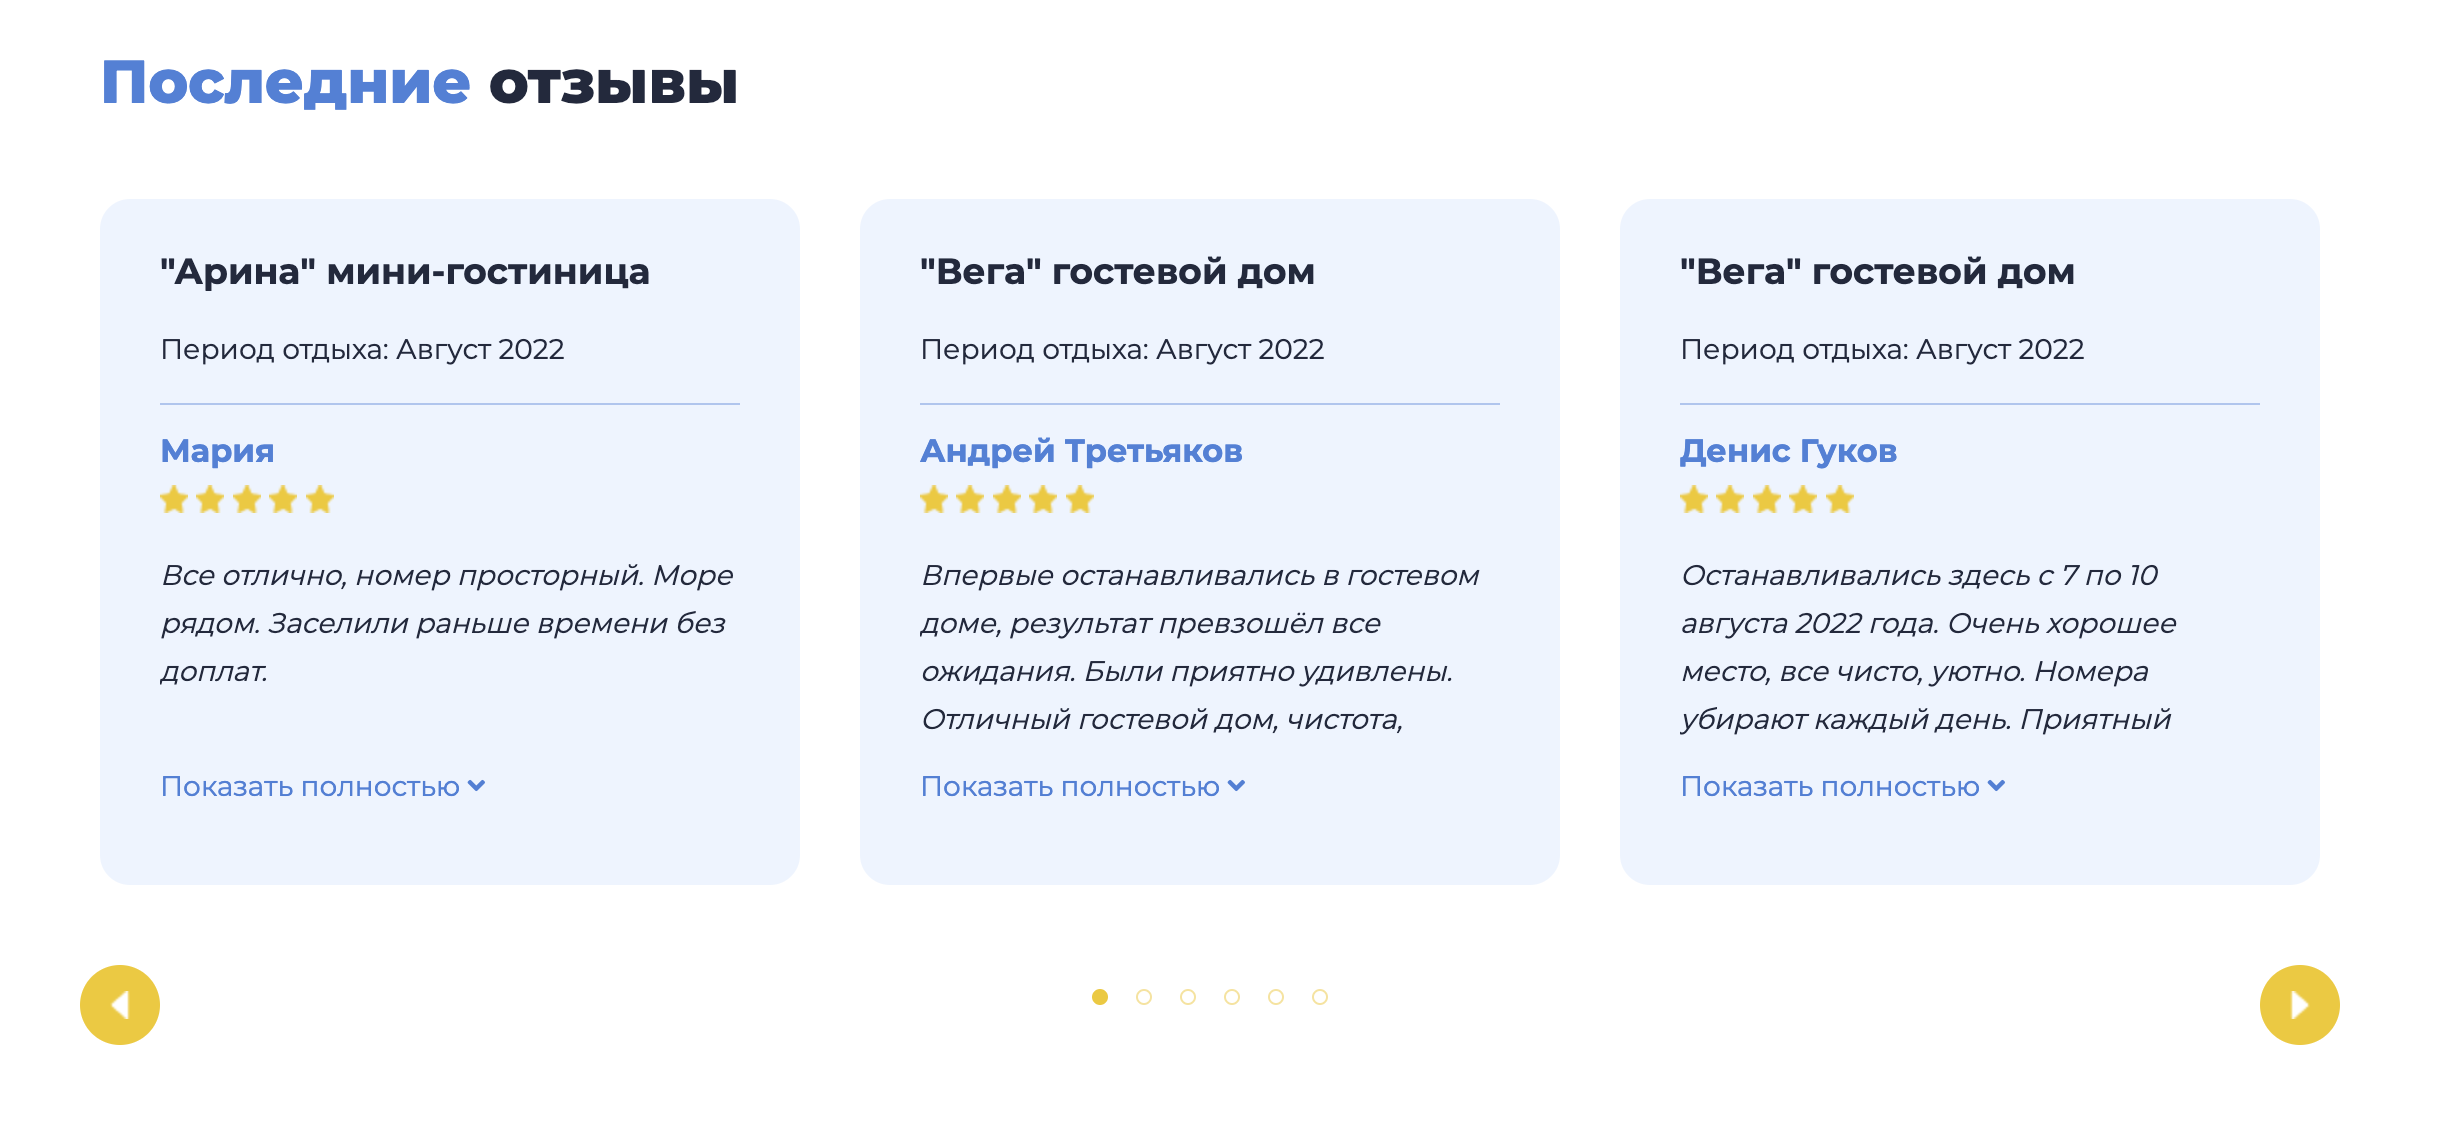 Последние отзывы
"Арина" мини-гостиница
Период отдыха: Август 2022
Мария
Все отлично, номер просторный. Море
рядом. Заселили раньше времени без
доплат.
Показать полностью
"Вега" гостевой дом
Период отдыха: Август 2022
Андрей Третьяков
Впервые останавливались в гостевом
доме, результат превзошёл все
ожидания. Были приятно удивлены.
Отличный гостевой дом, чистота,
Показать полностью
"Вега" гостевой дом
Период отдыха: Август 2022
Денис Гуков
Останавливались здесь с 7 по 10
августа 2022 года. Очень хорошее
место, все чисто, уютно. Номера
убирают каждый день. Приятный
Показать полностью